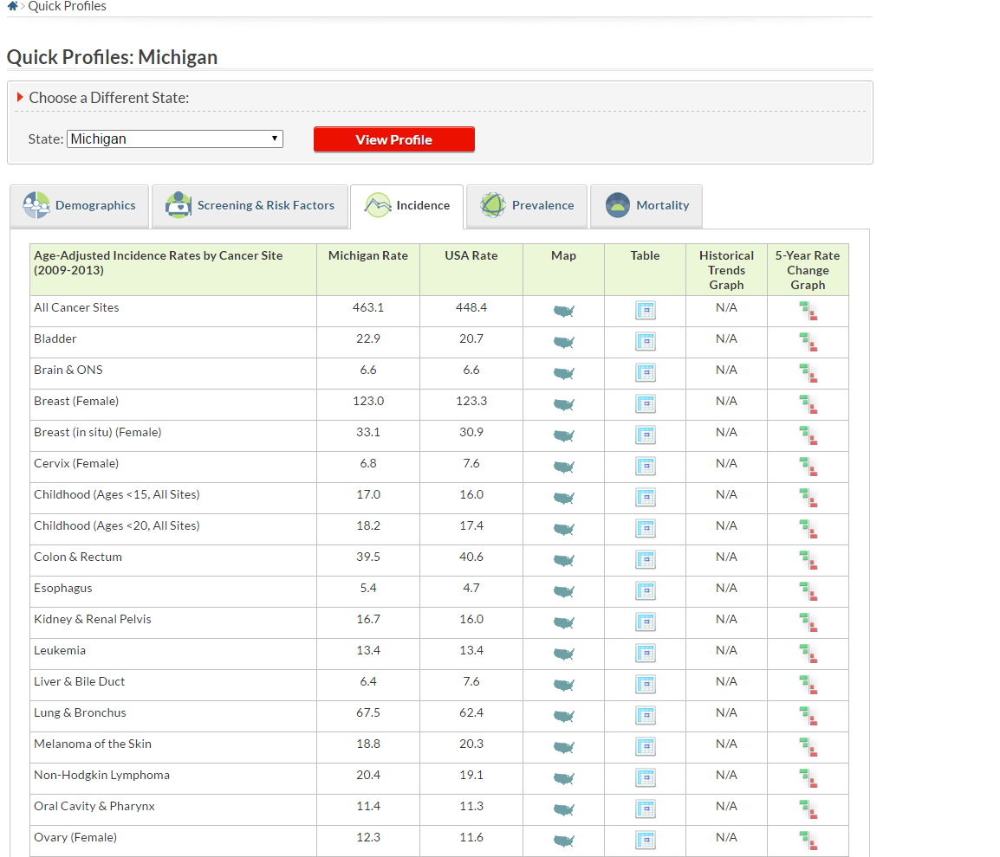 Quick Profiles
Quick Profiles: Michigan
Choose a Different State:
State: Michigan View Profile
Demographics Screening & Risk Factors Incidence Prevalence Mortality
Age-Adjusted Incidence Rates by Cancer Site (2009-2013) Michigan Rate USA Rate Map Table Historical Trends Graph 5-Year Rate Change Graph
All Cancer Sites 463.1 448.4 N/A
Bladder 22.9 20.7 N/A
Brain & ONS 6.6 6.6 N/A
Breast (Female) 123.0 123.3 N/A
Breast (in situ) (Female) 33.1 30.9 N/A
Cervix (Female) 6.8 7.6 N/A
Childhood (Ages <15, All Sites) 17.0 16.0 N/A
Childhood (Ages <20, All Sites) 18.2 17.4 N/A
Colon & Rectum 39.5 40.6 N/A
Esophagus 5.4 4.7 N/A
Kidney & Renal Pelvis 16.7 16.0 N/A
Leukemia 13.4 13.4 N/A
Liver & Bile Duct 6.4 7.6 N/A
Lung & Bronchus 67.5 62.4 N/A
Melanoma of the Skin 18.8 20.3 N/A
Non-Hodgkin Lymphoma 20.4 19.1 N/A
Oral Cavity & Pharynx 11.4 11.3 N/A
Ovary (Female) 12.3 11.6 N/A